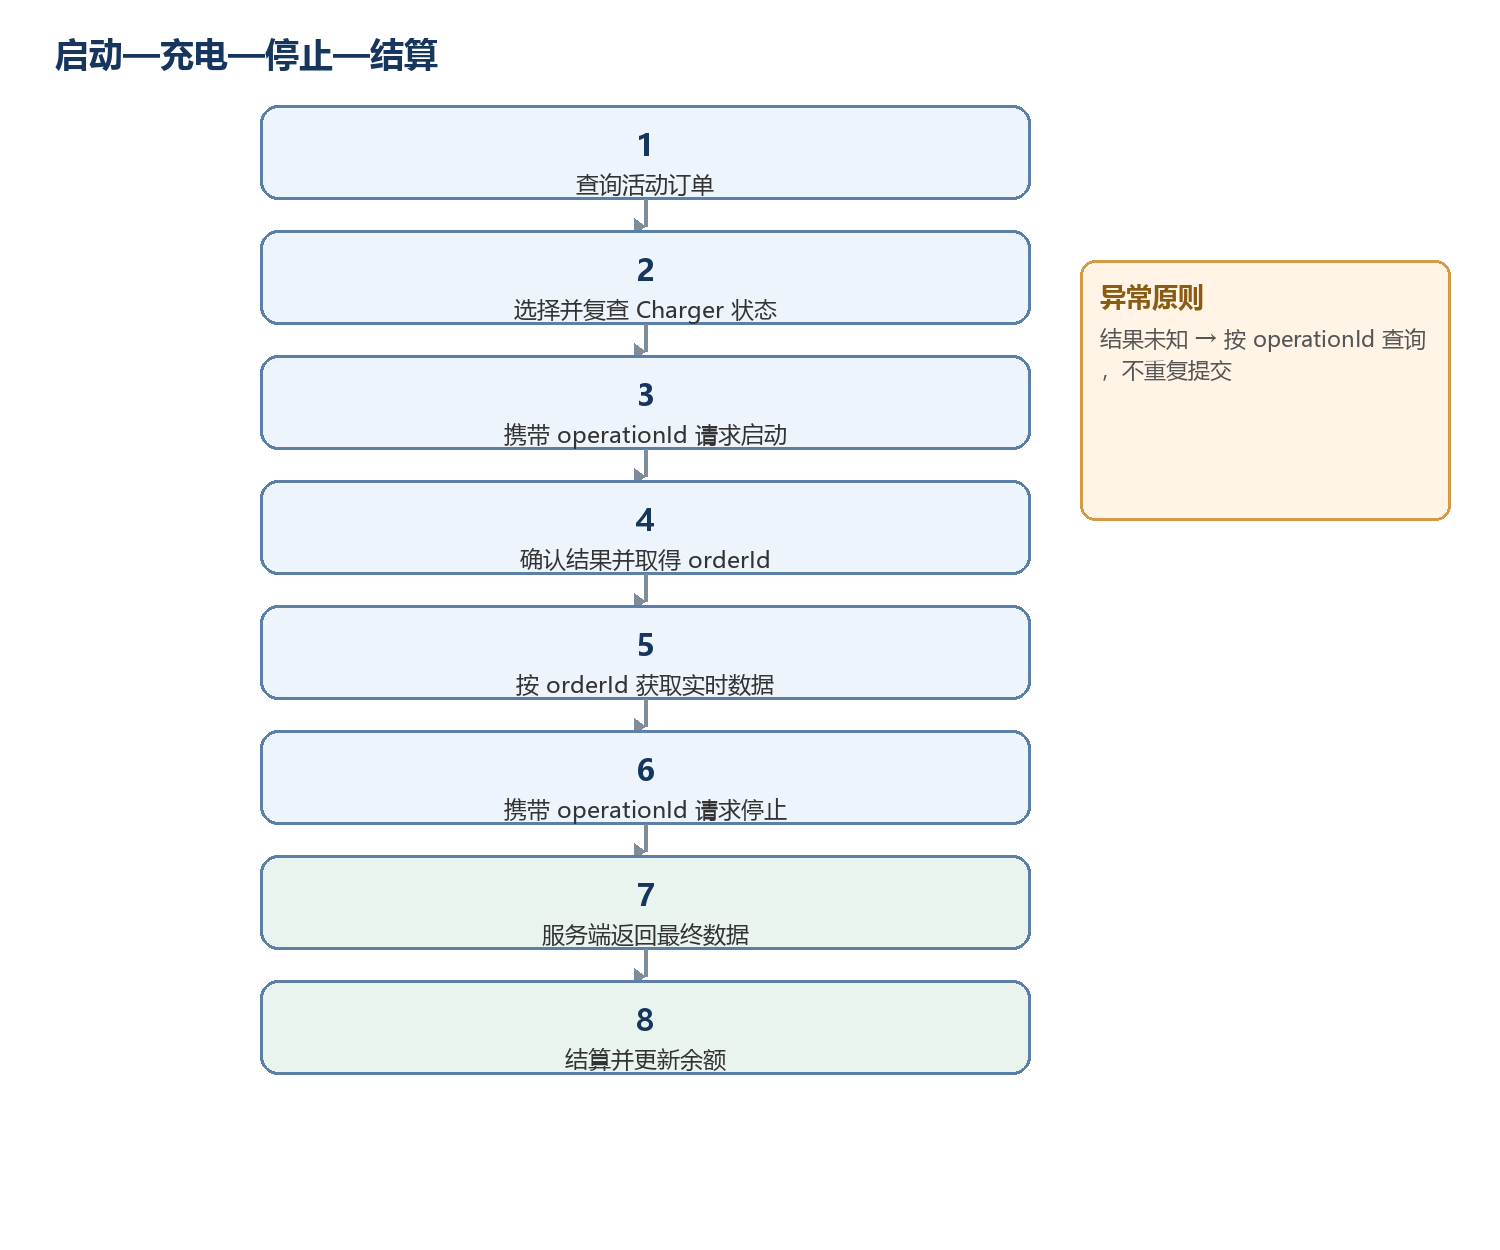 启动—充电—停止—结算
1
查询活动订单
2
选择并复查 Charger 状态
3
携带 operationId 请求启动
4
确认结果并取得 orderId
5
按 orderId 获取实时数据
6
携带 operationId 请求停止
7
服务端返回最终数据
8
结算并更新余额
异常原则
结果未知 → 按 operationId 查询
，不重复提交